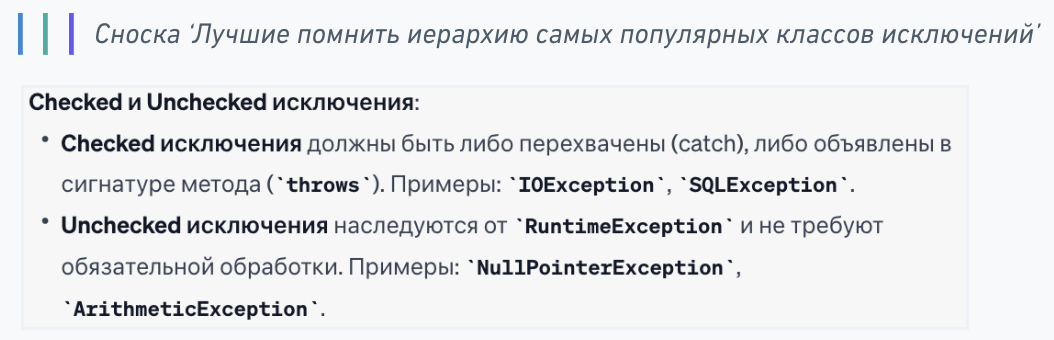 Сноска ‘Лучшие помнить иерархию самых популярных классов исключений’
Checked и Unchecked исключения:
• Checked исключения должны быть либо перехвачены (catch), либо объявлены в
сигнатуре метода (`throws`). Примеры: `IOException`, `SQLException`.
• Unchecked исключения наследуются от `RuntimeException` и не требуют
обязательной обработки. Примеры: `NullPointerException`,
`ArithmeticException`.